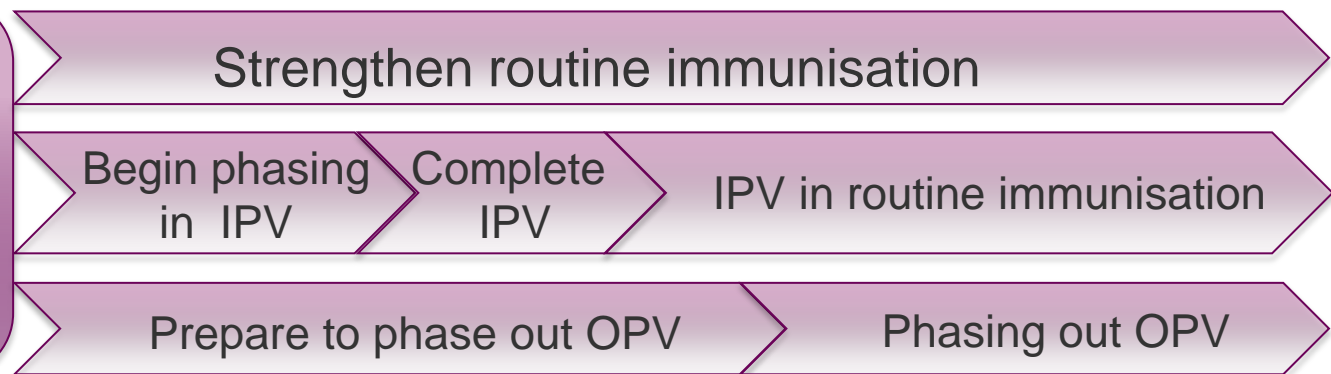 Strengthen routine immunisation
Begin phasing
in IPV
Complete
IPV
IPV in routine immunisation
Prepare to phase out OPV
Phasing out OPV